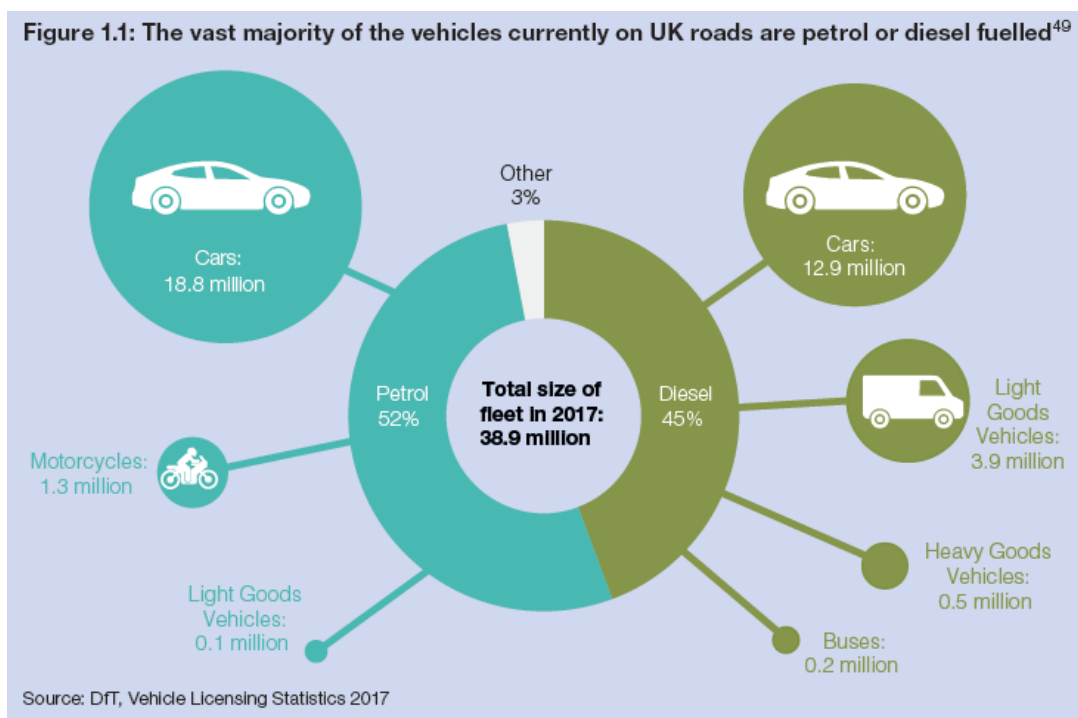 Figure 1.1: The vast majority of the vehicles currently on UK roads are petrol or diesel fuelled49
Other
3%
Cars:
18.8 million
Cars:
12.9 million
Petrol
52%
Total size of
fleet in 2017:
38.9 million
Diesel
45%
Light
Goods
Vehicles:
3.9 million
Motorcycles:
1.3 million
Heavy Goods
Vehicles:
0.5 million
Light Goods
Vehicles:
0.1 million
Buses:
0.2 million
Source: DfT, Vehicle Licensing Statistics 2017